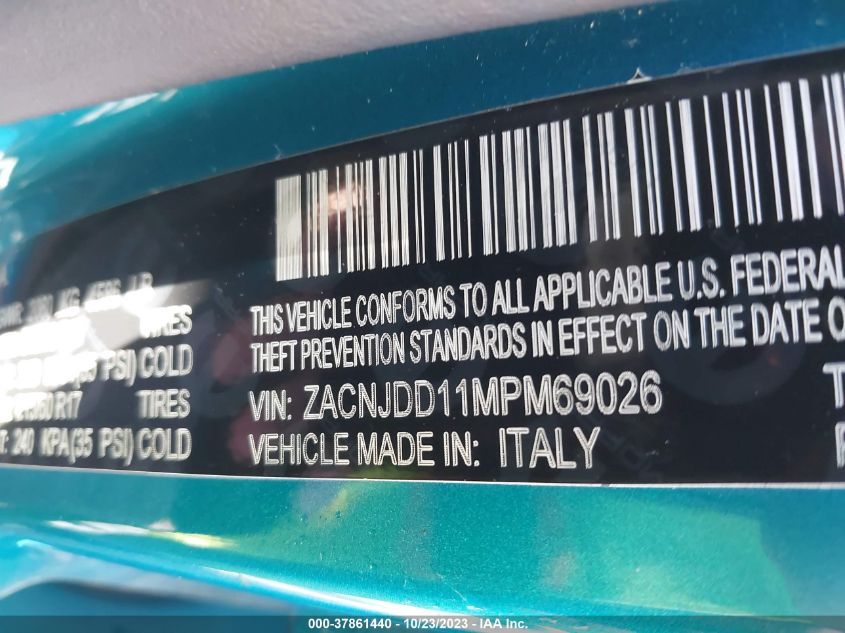 TIRES
PSI) COLD
R17 TIRES
240 KPA(35 PSI) COLD
THIS VEHICLE CONFORMS TO ALL APPLICABLE U.S. FEDERAL
THEFT PREVENTION STANDARDS IN EFFECT ON THE DATE
VIN: ZACNJDD11MPM69026
VEHICLE MADE IN: ITALY
000-37861440 - 10/23/2023 - IAA Inc.